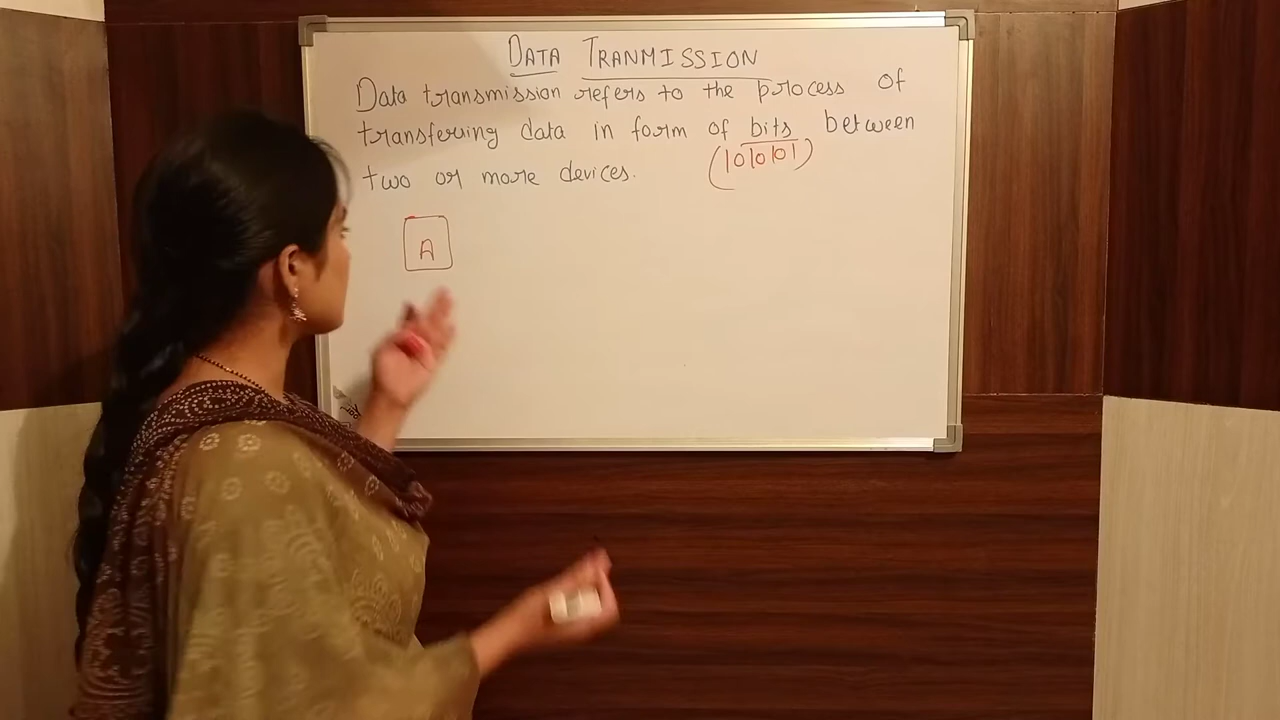 DATA TRANMISSION
Data transmission refers to the process of
transferring data in form of bits between
two or more devices. (1010101)
A